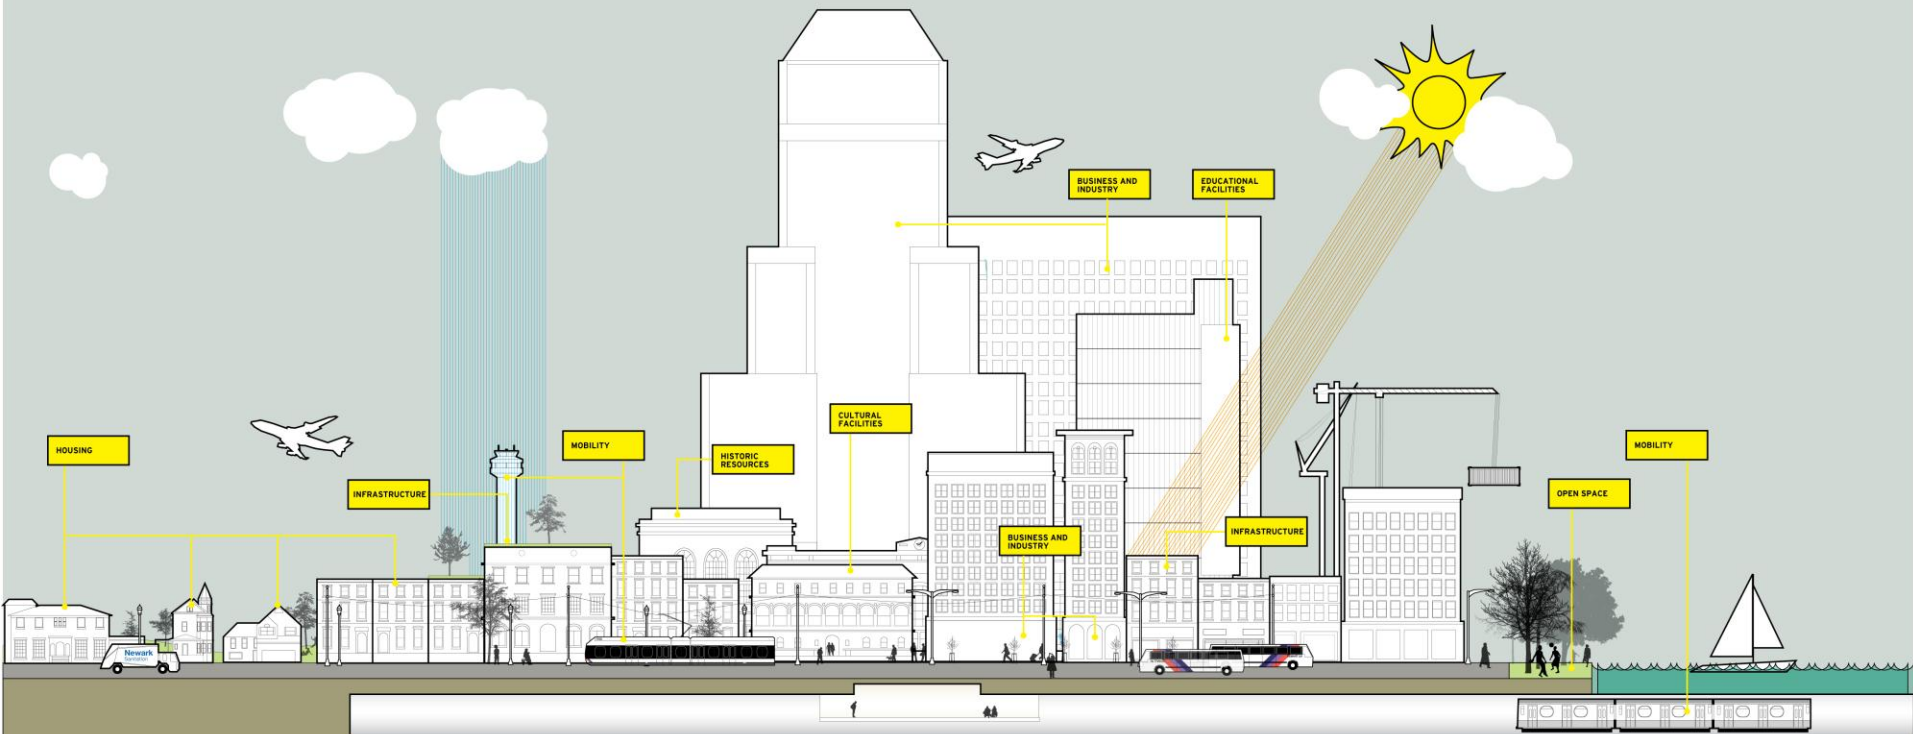 BUSINESS AND
INDUSTRY
EDUCATIONAL
FACILITIES
CULTURAL
FACILITIES
HOUSING
MOBILITY
MOBILITY
HISTORIC
RESOURCES
INFRASTRUCTURE
OPEN SPACE
BUSINESS AND
INDUSTRY
INFRASTRUCTURE
Newark
Sanitation